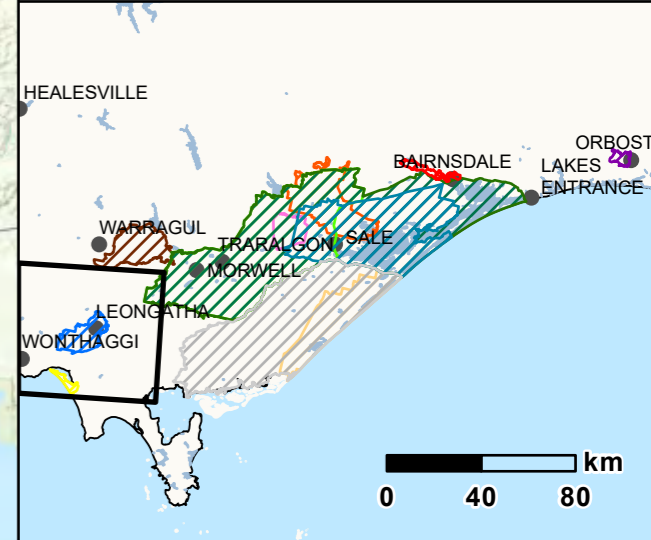 HEALESVILLE
ORBOST
BAIRNSDALE
LAKES
ENTRANCE
WARRAGUL
TRARALGON
SALE
MORWELL
LEONGATHA
WONTHAGGI
km
0 40 80